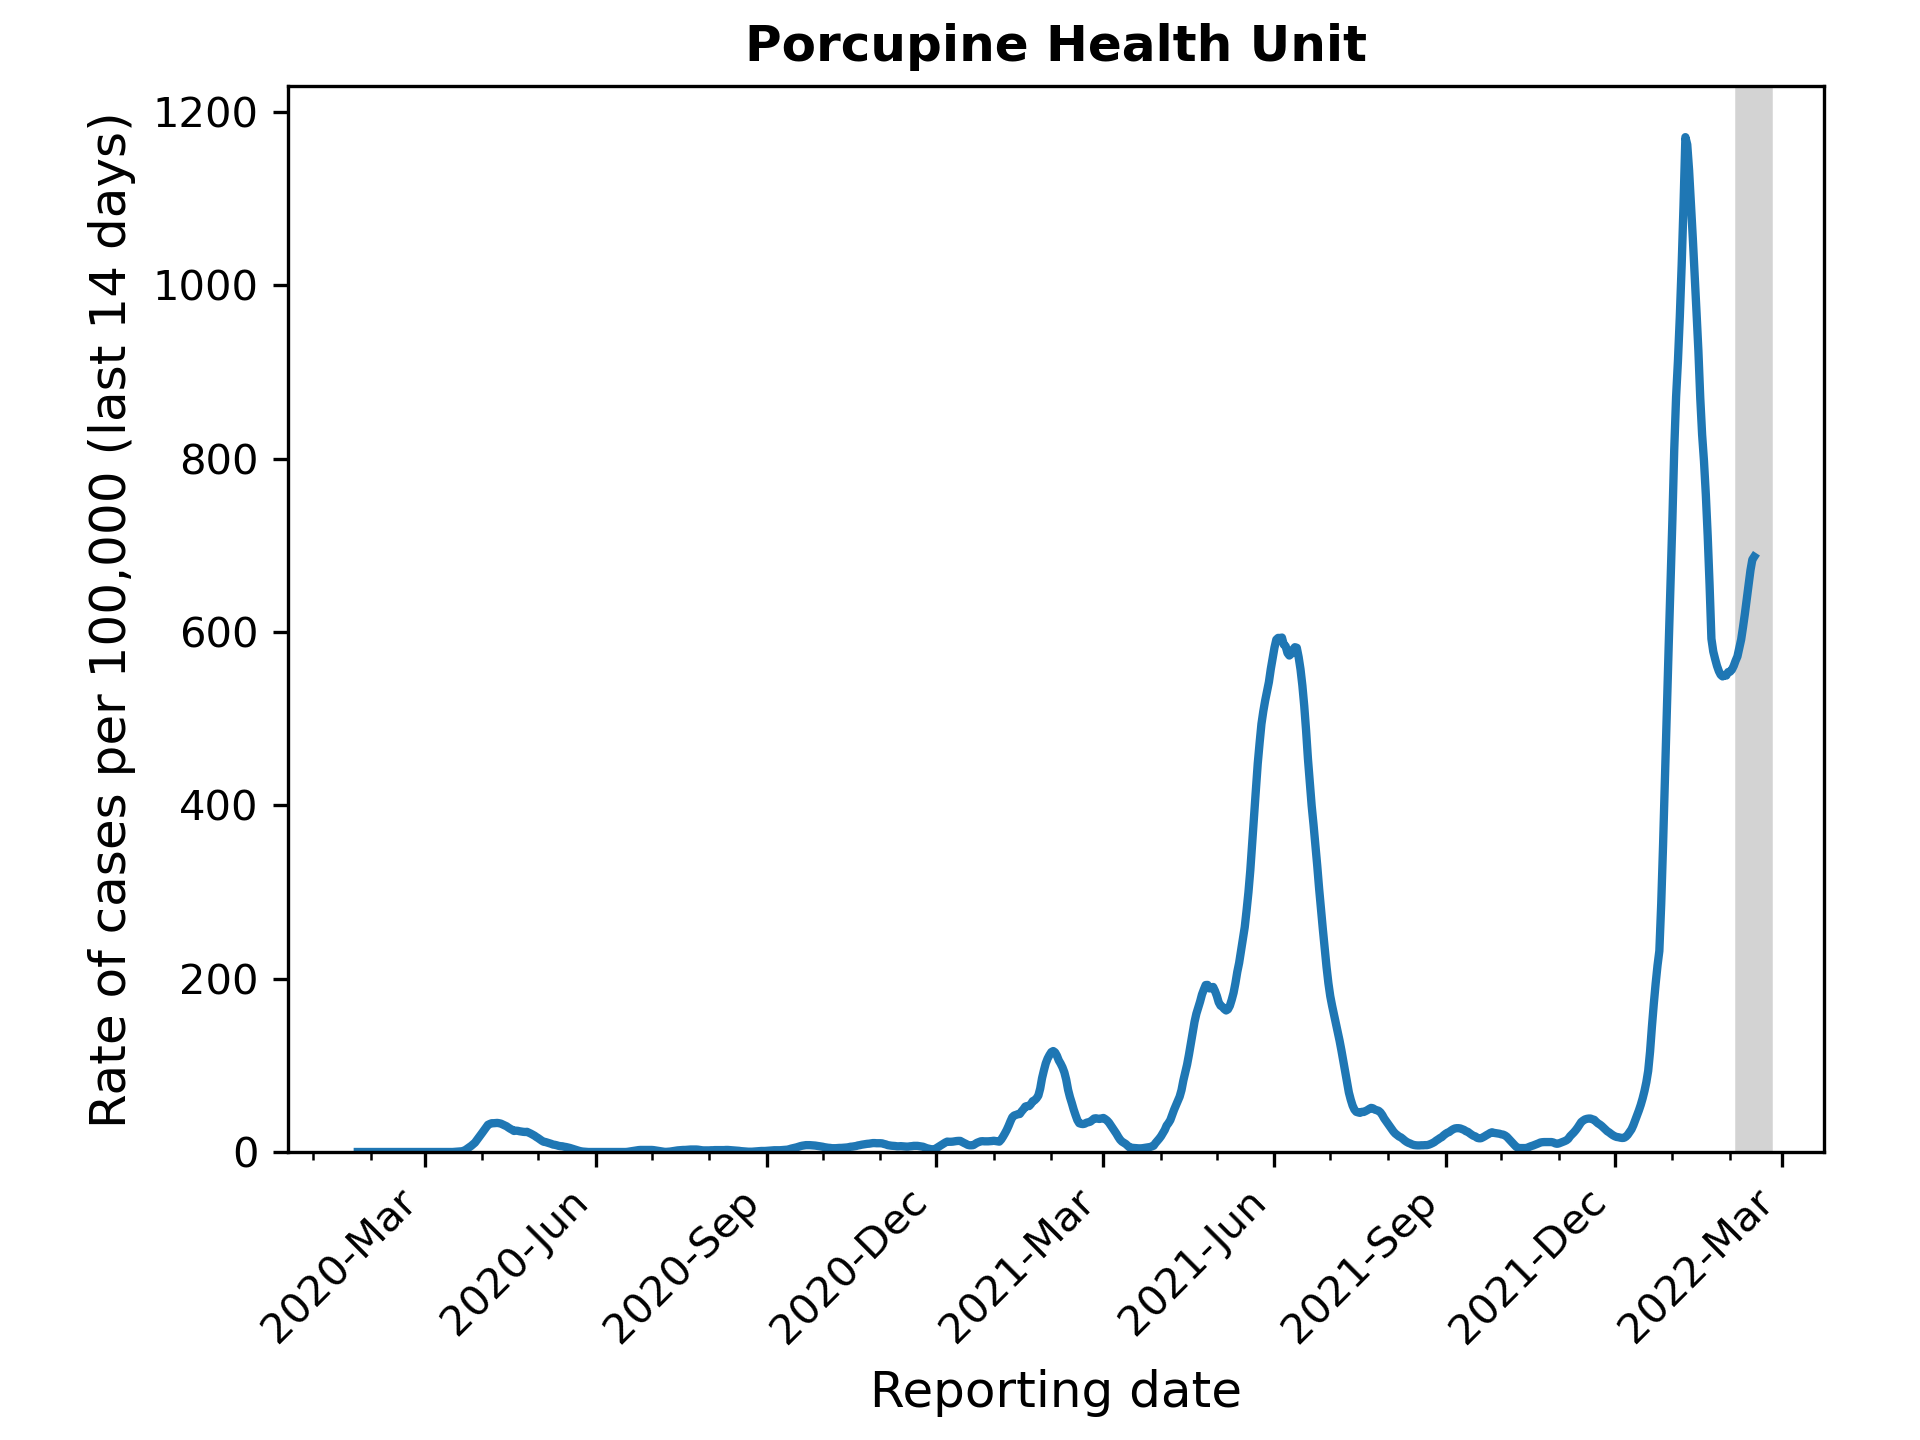 Porcupine Health Unit
Rate of cases per 100,000 (last 14 days)
1200
1000
800
600
400
200
0
2020-Mar
2020-Jun
2020-Sep
2020-Dec
2021-Mar
2021-Jun
2021-Sep
2021-Dec
2022-Mar
Reporting date